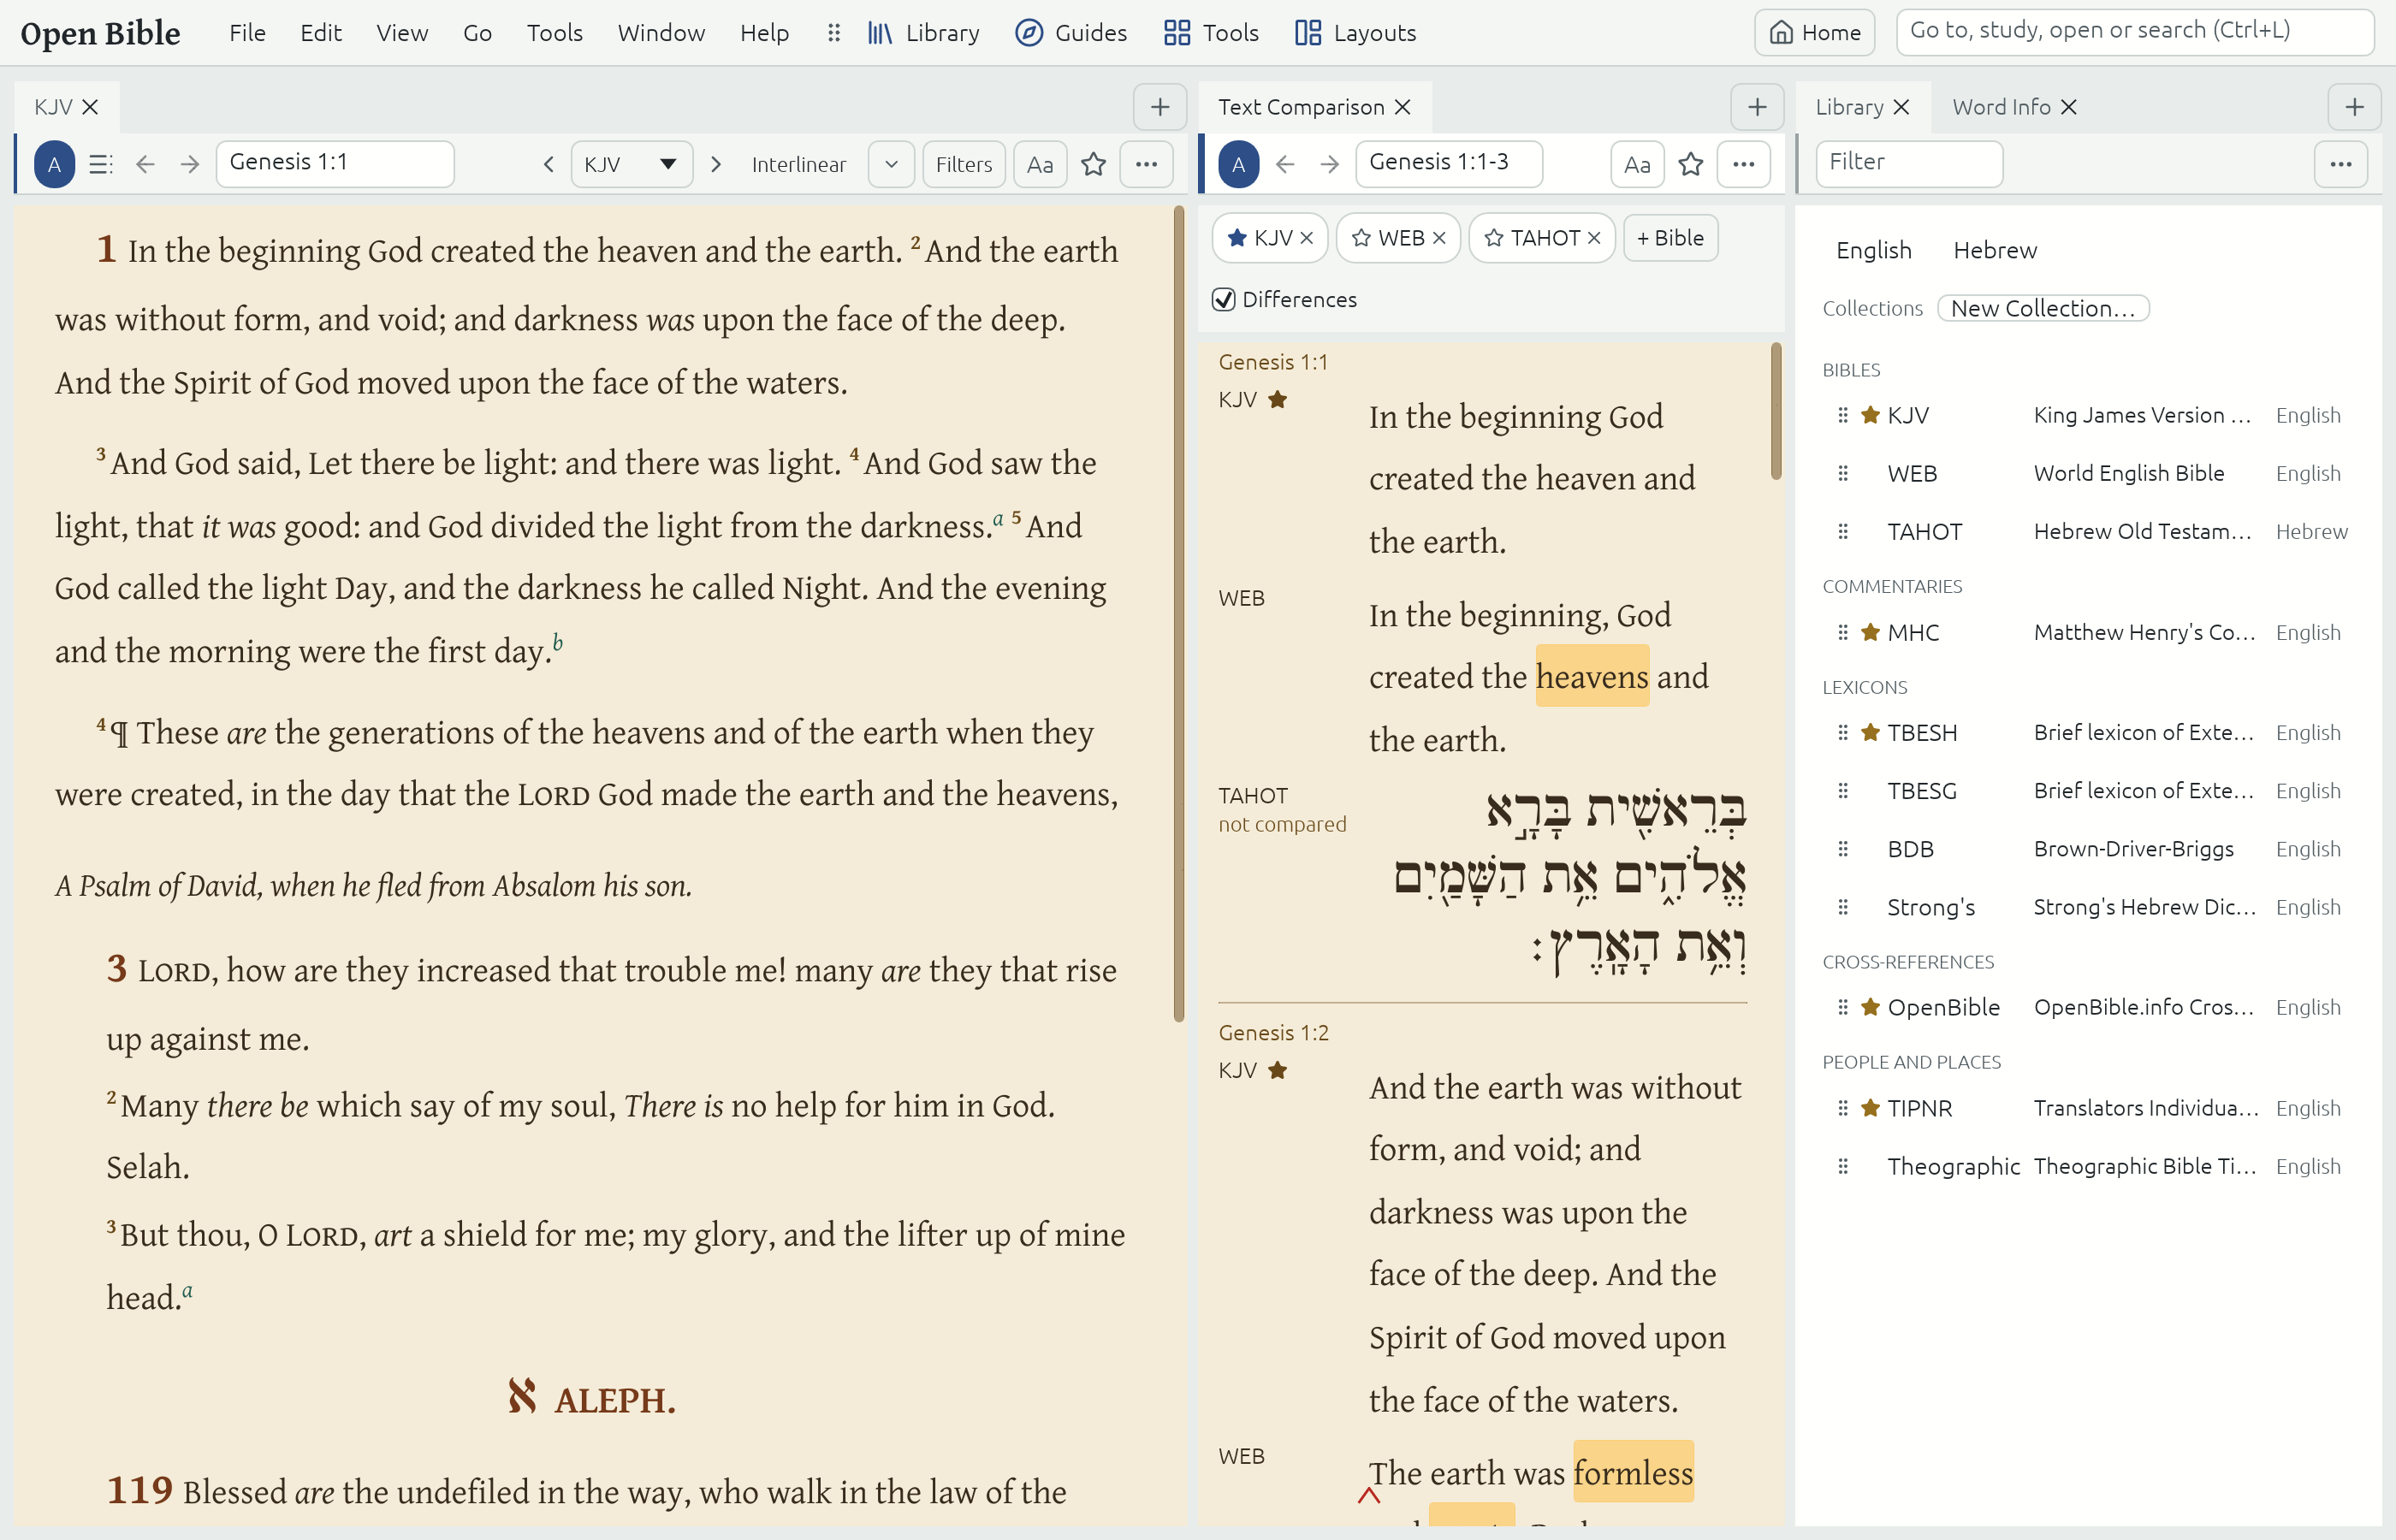 Open Bible File Edit View Go Tools Window Help Library Guides Tools Layouts Home Go to, study, open or search (Ctrl+L)
KJV
A Genesis 1:1 KJV Interlinear Filters Aa
1 In the beginning God created the heaven and the earth. 2 And the earth
was without form, and void; and darkness was upon the face of the deep.
And the Spirit of God moved upon the face of the waters.
3 And God said, Let there be light: and there was light. 4 And God saw the
light, that it was good: and God divided the light from the darkness.a 5 And
God called the light Day, and the darkness he called Night. And the evening
and the morning were the first day.b
4 ¶ These are the generations of the heavens and of the earth when they
were created, in the day that the LORD God made the earth and the heavens,
A Psalm of David, when he fled from Absalom his son.
3 LORD, how are they increased that trouble me! many are they that rise
up against me.
2 Many there be which say of my soul, There is no help for him in God.
Selah.
3 But thou, O LORD, art a shield for me; my glory, and the lifter up of mine
head.a
א ALEPH.
119 Blessed are the undefiled in the way, who walk in the law of the
Text Comparison
A Genesis 1:1-3 Aa
KJV WEB TAHOT + Bible
Differences
Genesis 1:1
KJV
In the beginning God
created the heaven and
the earth.
WEB
In the beginning, God
created the heavens and
the earth.
TAHOT
not compared
בְּרֵאשִׁ֖ית בָּרָ֣א
אֱלֹהִ֑ים אֵ֥ת הַשָּׁמַ֖יִם
וְאֵ֥ת הָאָֽרֶץ׃
Genesis 1:2
KJV
And the earth was without
form, and void; and
darkness was upon the
face of the deep. And the
Spirit of God moved upon
the face of the waters.
WEB
The earth was formless
Library Word Info
Filter
English Hebrew
Collections New Collection…
BIBLES
KJV King James Version … English
WEB World English Bible English
TAHOT Hebrew Old Testam… Hebrew
COMMENTARIES
MHC Matthew Henry's Co… English
LEXICONS
TBESH Brief lexicon of Exte… English
TBESG Brief lexicon of Exte… English
BDB Brown-Driver-Briggs English
Strong's Strong's Hebrew Dic… English
CROSS-REFERENCES
OpenBible OpenBible.info Cros… English
PEOPLE AND PLACES
TIPNR Translators Individua… English
Theographic Theographic Bible Ti… English